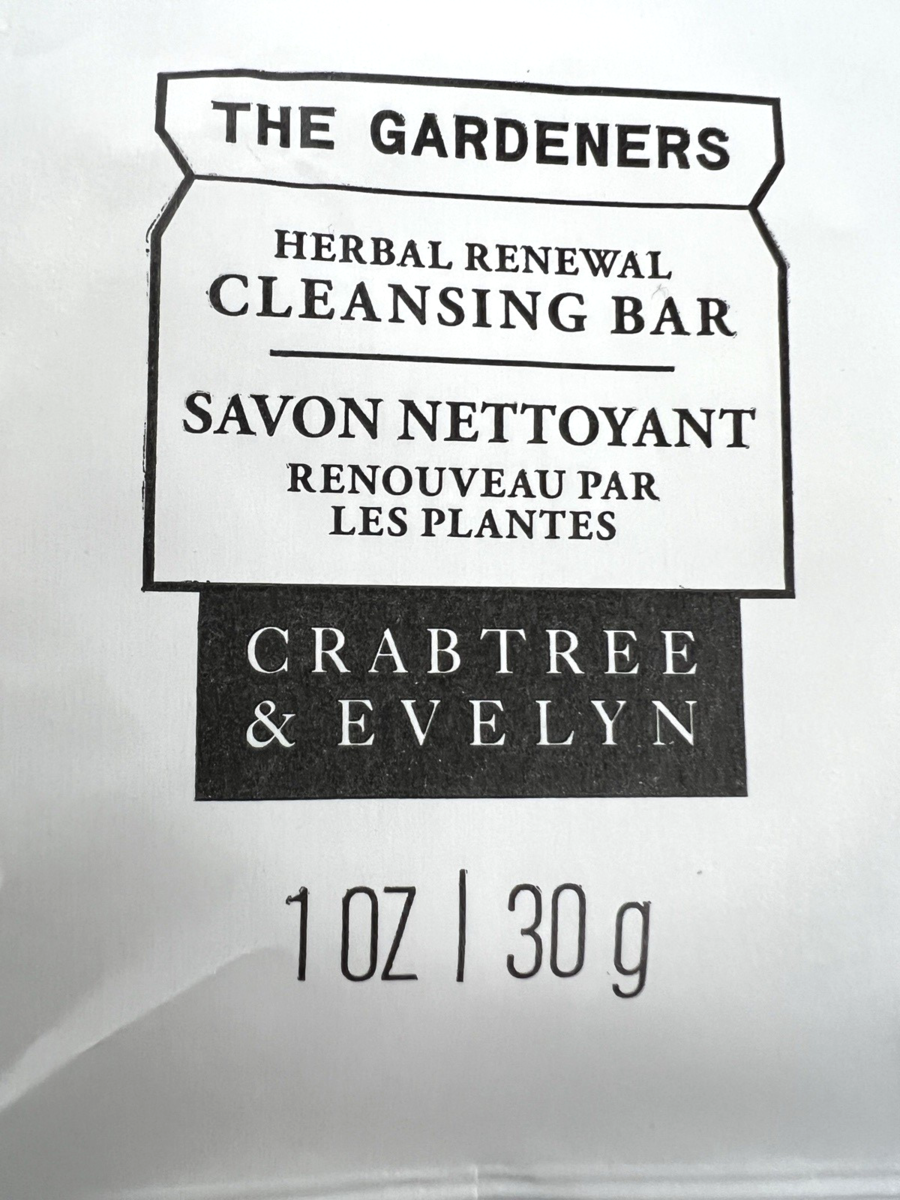 THE GARDENERS
HERBAL RENEWAL
CLEANSING BAR
SAVON NETTOYANT
RENOUVEAU PAR
LES PLANTES
CRABTREE
& EVELYN
1 OZ | 30 g